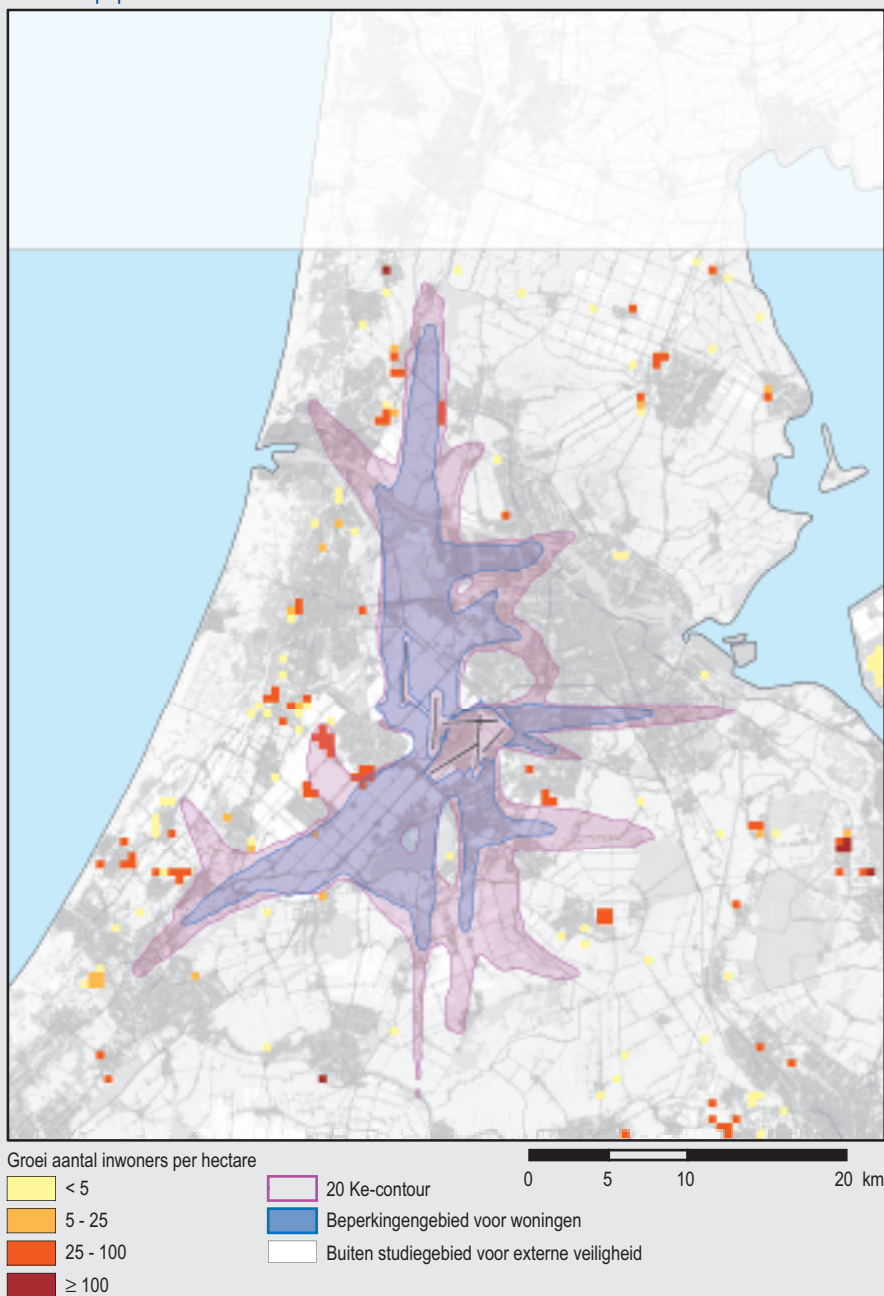 Groei aantal inwoners per hectare
< 5
5 - 25
25 - 100
≥ 100
20 Ke-contour
Beperkingengebied voor woningen
Buiten studiegebied voor externe veiligheid
0 5 10 20 km